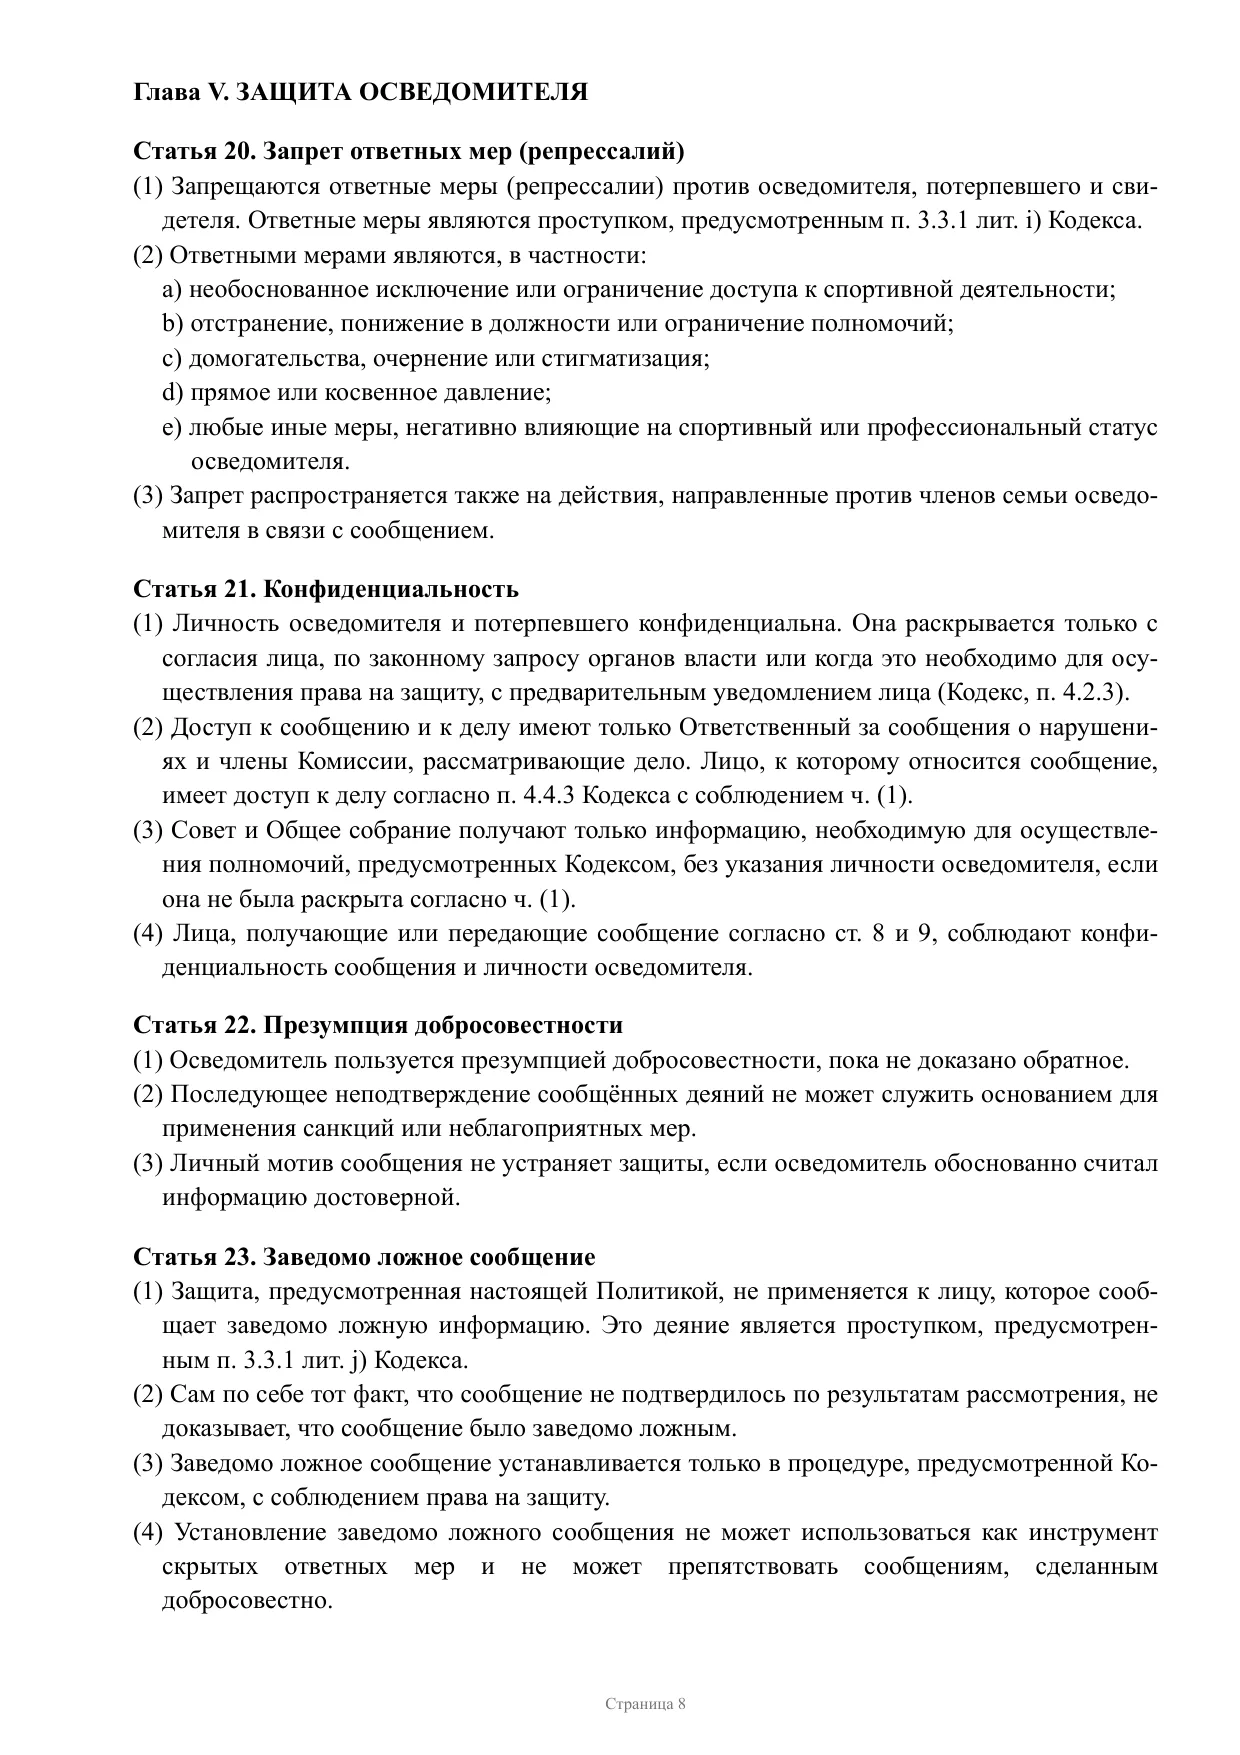 Глава V. ЗАЩИТА ОСВЕДОМИТЕЛЯ
Статья 20. Запрет ответных мер (репрессалий)
(1) Запрещаются ответные меры (репрессалии) против осведомителя, потерпевшего и сви-
детеля. Ответные меры являются проступком, предусмотренным п. 3.3.1 лит. i) Кодекса.
(2) Ответными мерами являются, в частности:
a) необоснованное исключение или ограничение доступа к спортивной деятельности;
b) отстранение, понижение в должности или ограничение полномочий;
c) домогательства, очернение или стигматизация;
d) прямое или косвенное давление;
e) любые иные меры, негативно влияющие на спортивный или профессиональный статус
осведомителя.
(3) Запрет распространяется также на действия, направленные против членов семьи осведо-
мителя в связи с сообщением.
Статья 21. Конфиденциальность
(1) Личность осведомителя и потерпевшего конфиденциальна. Она раскрывается только с
согласия лица, по законному запросу органов власти или когда это необходимо для осу-
ществления права на защиту, с предварительным уведомлением лица (Кодекс, п. 4.2.3).
(2) Доступ к сообщению и к делу имеют только Ответственный за сообщения о нарушени-
ях и члены Комиссии, рассматривающие дело. Лицо, к которому относится сообщение,
имеет доступ к делу согласно п. 4.4.3 Кодекса с соблюдением ч. (1).
(3) Совет и Общее собрание получают только информацию, необходимую для осуществле-
ния полномочий, предусмотренных Кодексом, без указания личности осведомителя, если
она не была раскрыта согласно ч. (1).
(4) Лица, получающие или передающие сообщение согласно ст. 8 и 9, соблюдают конфи-
денциальность сообщения и личности осведомителя.
Статья 22. Презумпция добросовестности
(1) Осведомитель пользуется презумпцией добросовестности, пока не доказано обратное.
(2) Последующее неподтверждение сообщённых деяний не может служить основанием для
применения санкций или неблагоприятных мер.
(3) Личный мотив сообщения не устраняет защиты, если осведомитель обоснованно считал
информацию достоверной.
Статья 23. Заведомо ложное сообщение
(1) Защита, предусмотренная настоящей Политикой, не применяется к лицу, которое сооб-
щает заведомо ложную информацию. Это деяние является проступком, предусмотрен-
ным п. 3.3.1 лит. j) Кодекса.
(2) Сам по себе тот факт, что сообщение не подтвердилось по результатам рассмотрения, не
доказывает, что сообщение было заведомо ложным.
(3) Заведомо ложное сообщение устанавливается только в процедуре, предусмотренной Ко-
дексом, с соблюдением права на защиту.
(4) Установление заведомо ложного сообщения не может использоваться как инструмент
скрытых ответных мер и не может препятствовать сообщениям, сделанным
добросовестно.
Страница 8